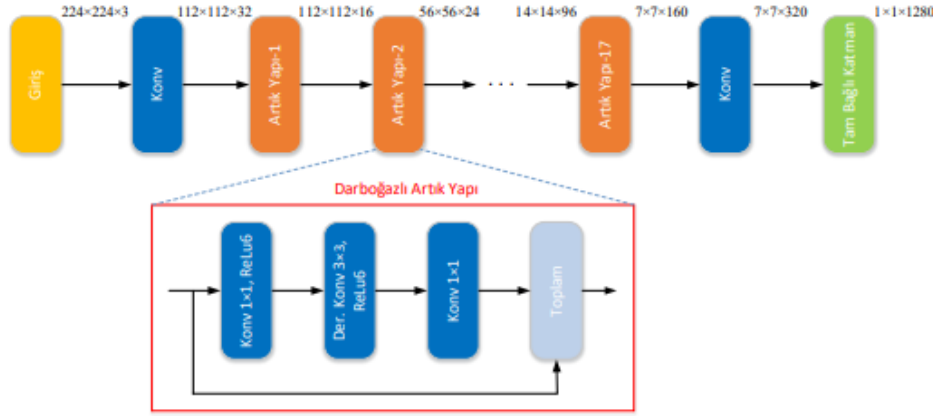 224×224×3
112×112×32
112×112×16
56×56×24
14×14×96
7×7×160
7×7×320
1×1×1280
Giriş
Konv
Artık Yapı-1
Artık Yapı-2
. . .
Artık Yapı-17
Konv
Tam Bağlı Katman
Darboğazlı Artık Yapı
Konv 1×1, ReLu6
Der. Konv 3×3,
ReLu6
Konv 1×1
Toplam